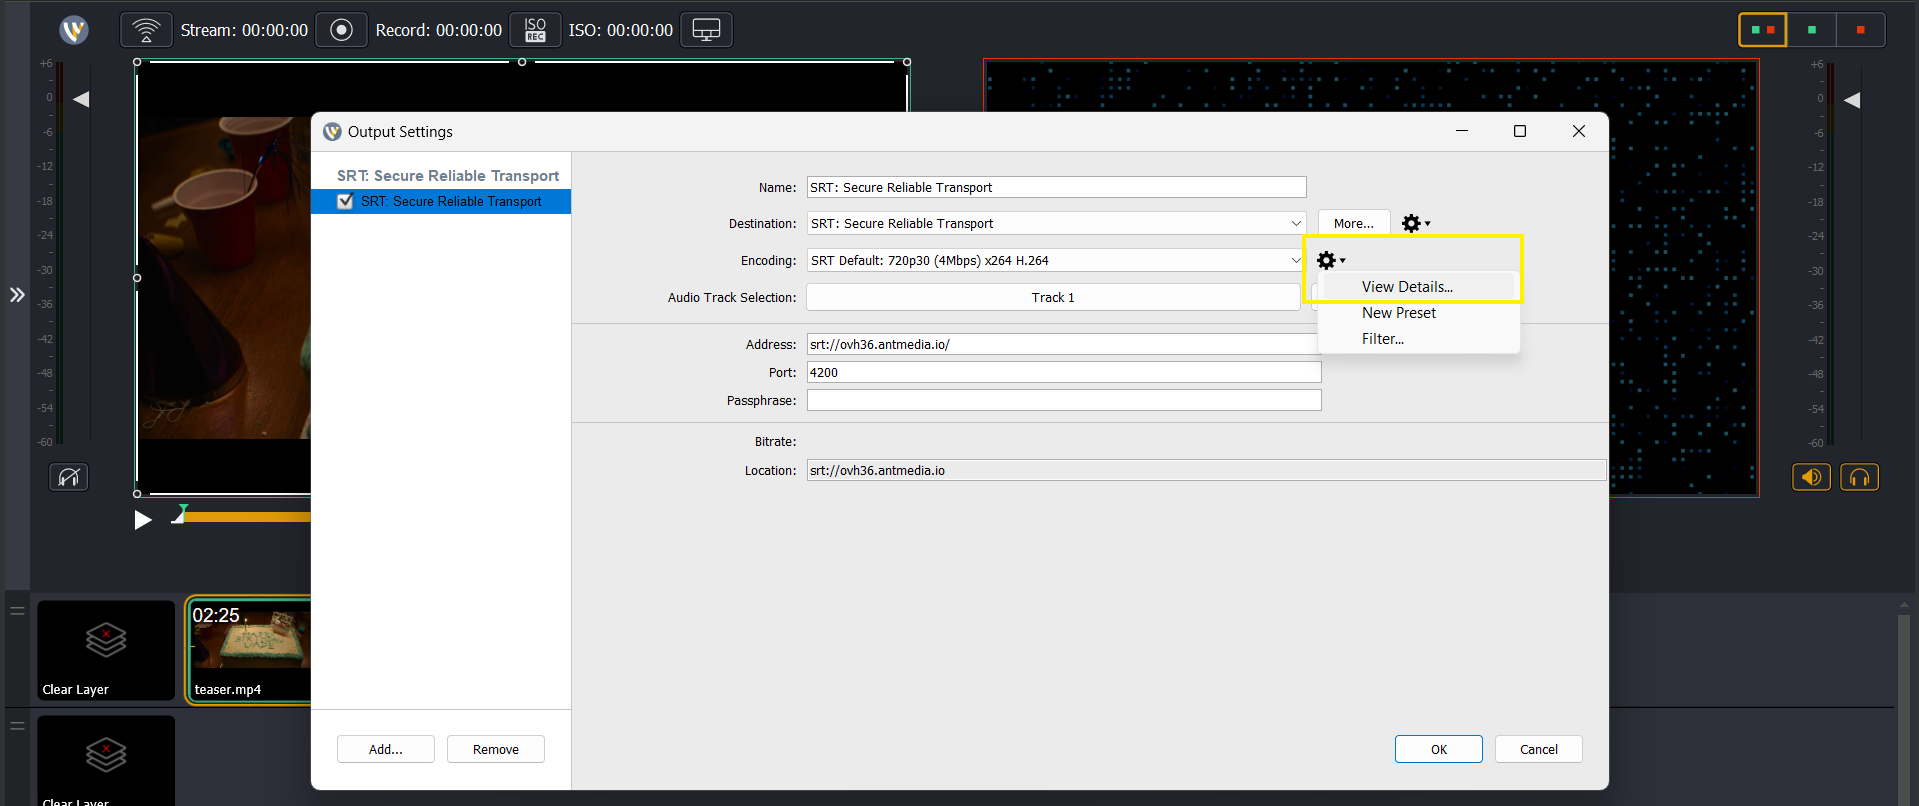 Stream: 00:00:00
Record: 00:00:00
ISO
REC
ISO: 00:00:00
+6
0
-6
-12
-18
-24
-30
-36
-42
-48
-54
-60
Output Settings
SRT: Secure Reliable Transport
SRT: Secure Reliable Transport
Name: SRT: Secure Reliable Transport
Destination: SRT: Secure Reliable Transport More...
Encoding: SRT Default: 720p30 (4Mbps) x264 H.264
View Details...
New Preset
Filter...
Audio Track Selection: Track 1
Address: srt://ovh36.antmedia.io/
Port: 4200
Passphrase:
Bitrate:
Location: srt://ovh36.antmedia.io
Add... Remove
OK Cancel
+6
0
-6
-12
-18
-24
-30
-36
-42
-48
-54
-60
02:25
Clear Layer
teaser.mp4
Clear Layer